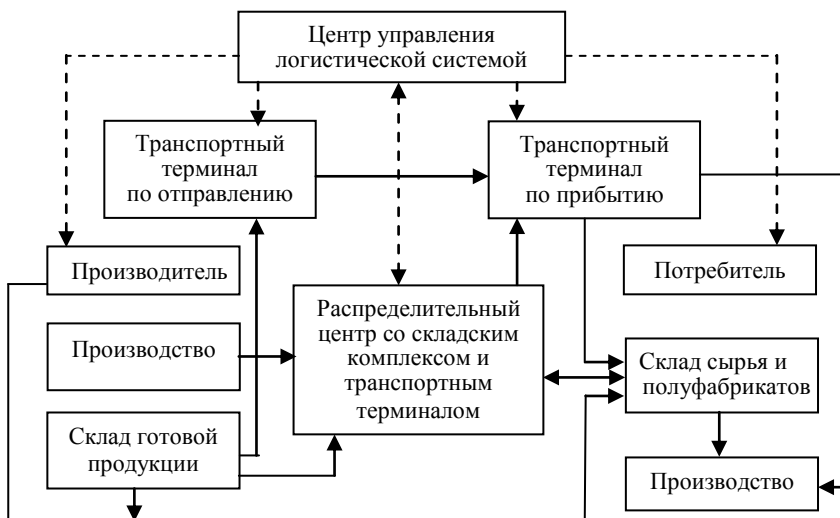 Центр управления
логистической системой
Транспортный
терминал
по отправлению
Транспортный
терминал
по прибытию
Производитель
Потребитель
Распределительный
центр со складским
комплексом и
транспортным
терминалом
Производство
Склад сырья и
полуфабрикатов
Склад готовой
продукции
Производство